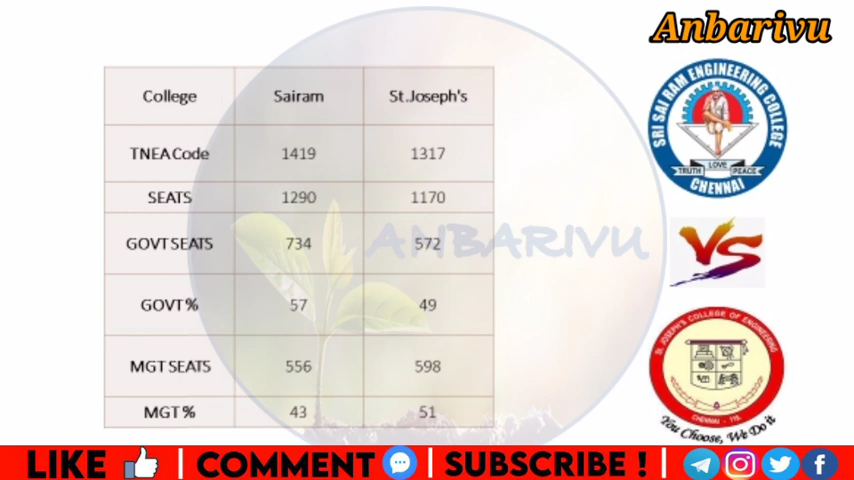 Anbarivu
College Sairam St.Joseph's
TNEA Code 1419 1317
SEATS 1290 1170
GOVT SEATS 734 572
GOVT % 57 49
MGT SEATS 556 598
MGT % 43 51
ANBARIVU
SRI SAI RAM ENGINEERING COLLEGE
TRUTH LOVE PEACE
CHENNAI
VS
St. JOSEPH'S COLLEGE OF ENGINEERING
CHENNAI - 119.
You Choose, We Do it
LIKE | COMMENT | SUBSCRIBE ! |